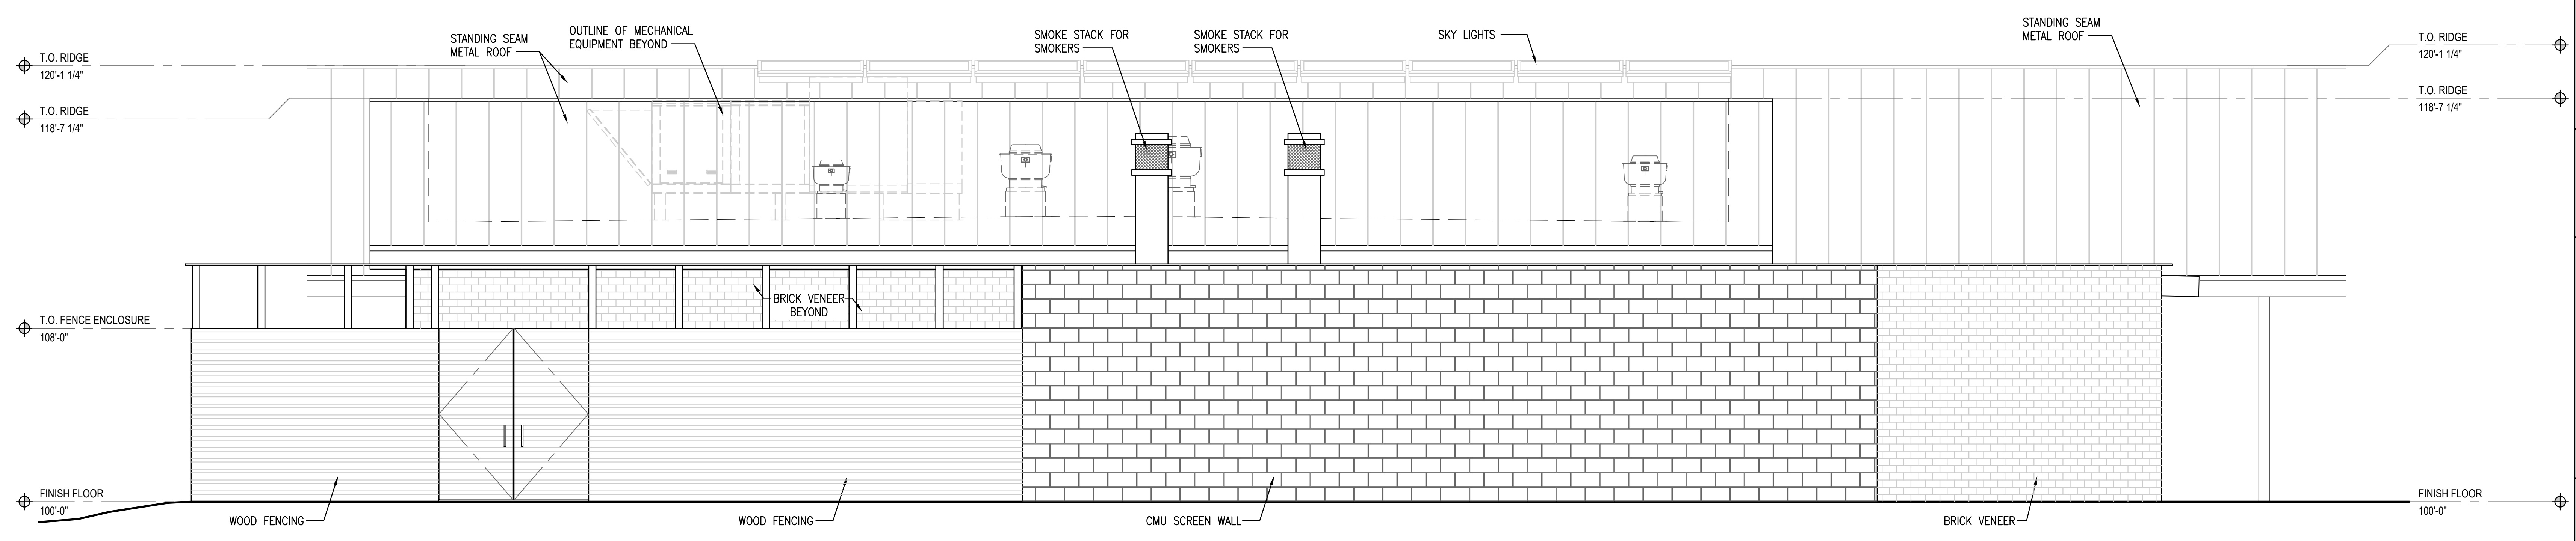 STANDING SEAM
METAL ROOF
OUTLINE OF MECHANICAL
EQUIPMENT BEYOND
SMOKE STACK FOR
SMOKERS
SMOKE STACK FOR
SMOKERS
SKY LIGHTS
STANDING SEAM
METAL ROOF
T.O. RIDGE
120'-1 1/4"
T.O. RIDGE
120'-1 1/4"
T.O. RIDGE
118'-7 1/4"
T.O. RIDGE
118'-7 1/4"
BRICK VENEER
BEYOND
T.O. FENCE ENCLOSURE
108'-0"
FINISH FLOOR
100'-0"
FINISH FLOOR
100'-0"
WOOD FENCING
WOOD FENCING
CMU SCREEN WALL
BRICK VENEER